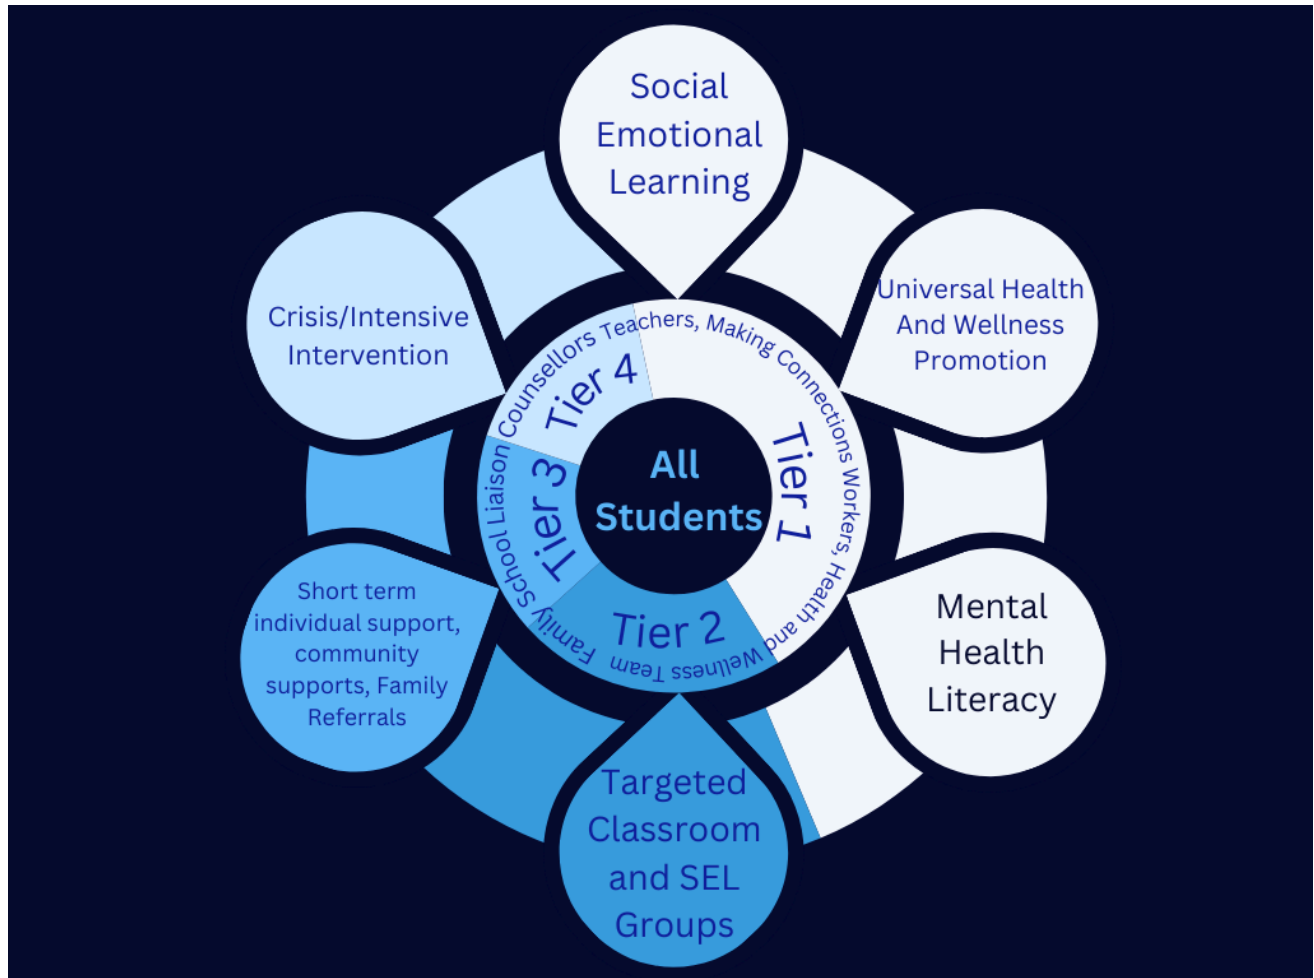 Social
Emotional
Learning
Universal Health
And Wellness
Promotion
Mental
Health
Literacy
Targeted
Classroom
and SEL
Groups
Short term
individual support,
community
supports, Family
Referrals
Crisis/Intensive
Intervention
Teachers, Making Connections Workers, Health and Wellness Team
Family School Liaison Counsellors
Tier 1
Tier 2
Tier 3
Tier 4
All
Students